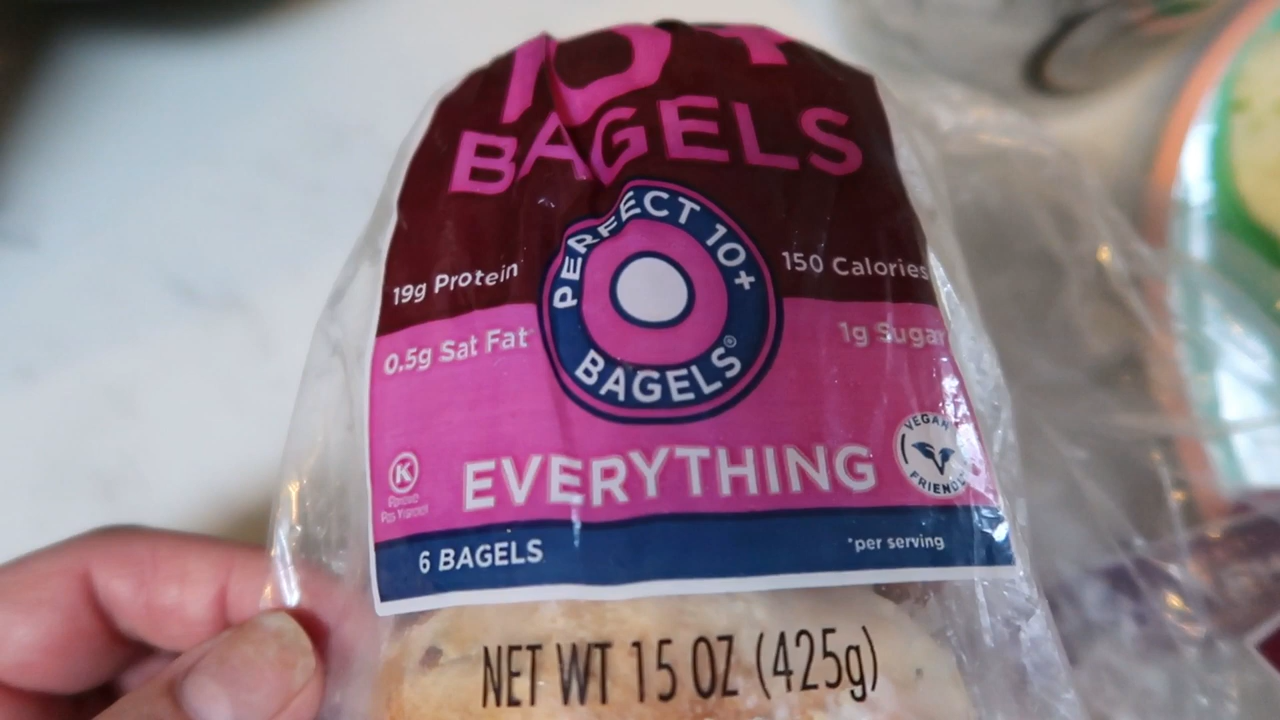 10+
BAGELS
PERFECT 10+
BAGELS®
19g Protein
150 Calories
0.5g Sat Fat
1g Sugar
K
VEGAN
FRIENDLY
EVERYTHING
6 BAGELS
*per serving
NET WT 15 OZ (425g)